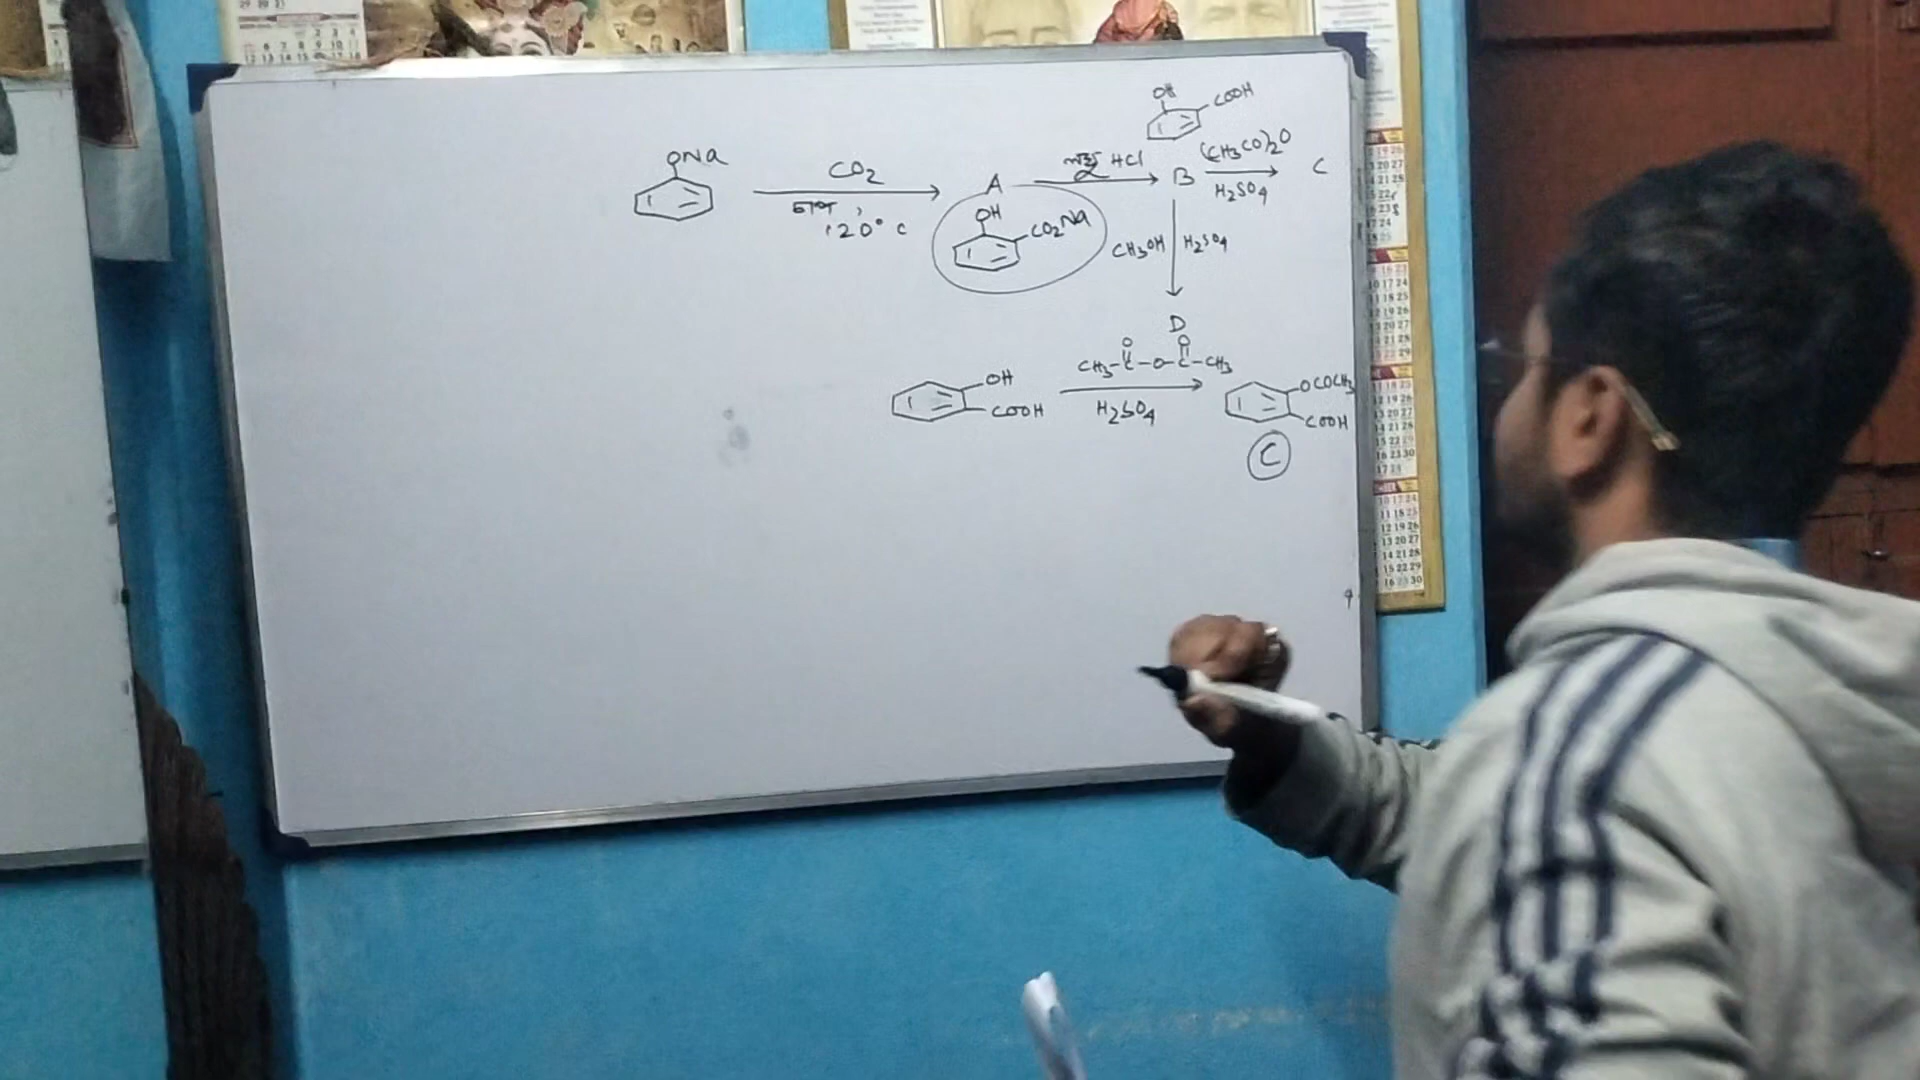 OH
COOH
ONa
CO2
চাপ,
120°C
A
লঘু HCl
B
(CH3CO)2O
H2SO4
C
OH
CO2Na
CH3OH H2SO4
D
O O
CH3-C-O-C-CH3
H2SO4
OH
COOH
OCOCH3
COOH
C